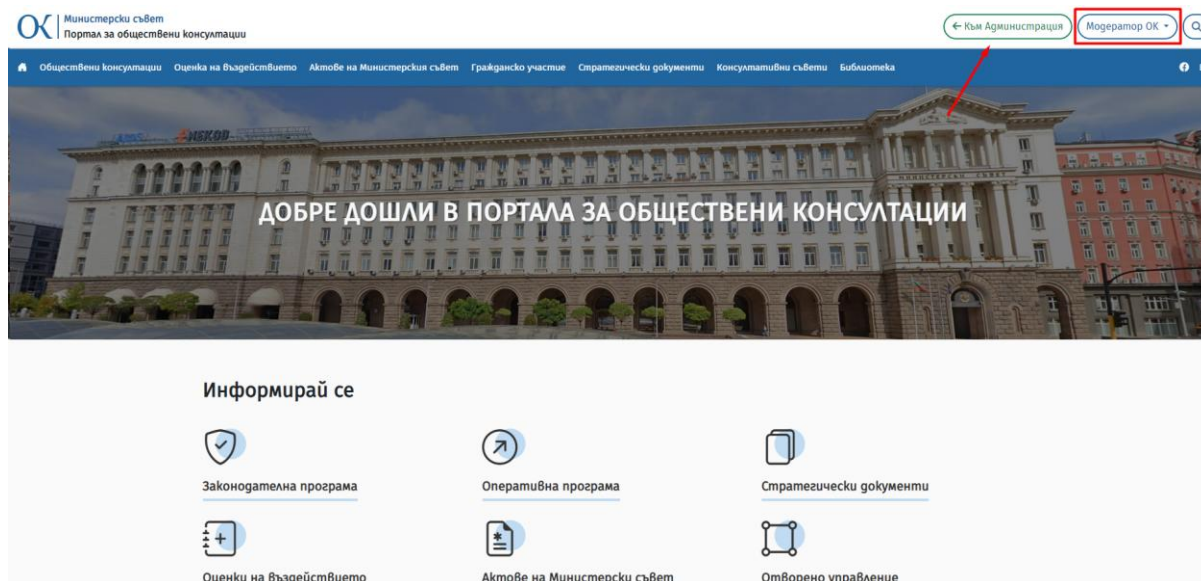 ОК Министерски съвет
Портал за обществени консултации
Към Администрация
Модератор ОК
Обществени консултации Оценка на въздействието Актове на Министерския съвет Гражданско участие Стратегически документи Консултативни съвети Библиотека
МИНИСТЕРСКИ СЪВЕТ
ДОБРЕ ДОШЛИ В ПОРТАЛА ЗА ОБЩЕСТВЕНИ КОНСУЛТАЦИИ
Информирай се
Законодателна програма
Оперативна програма
Стратегически документи
Оценки на въздействието
Актове на Министерски съвет
Отворено управление